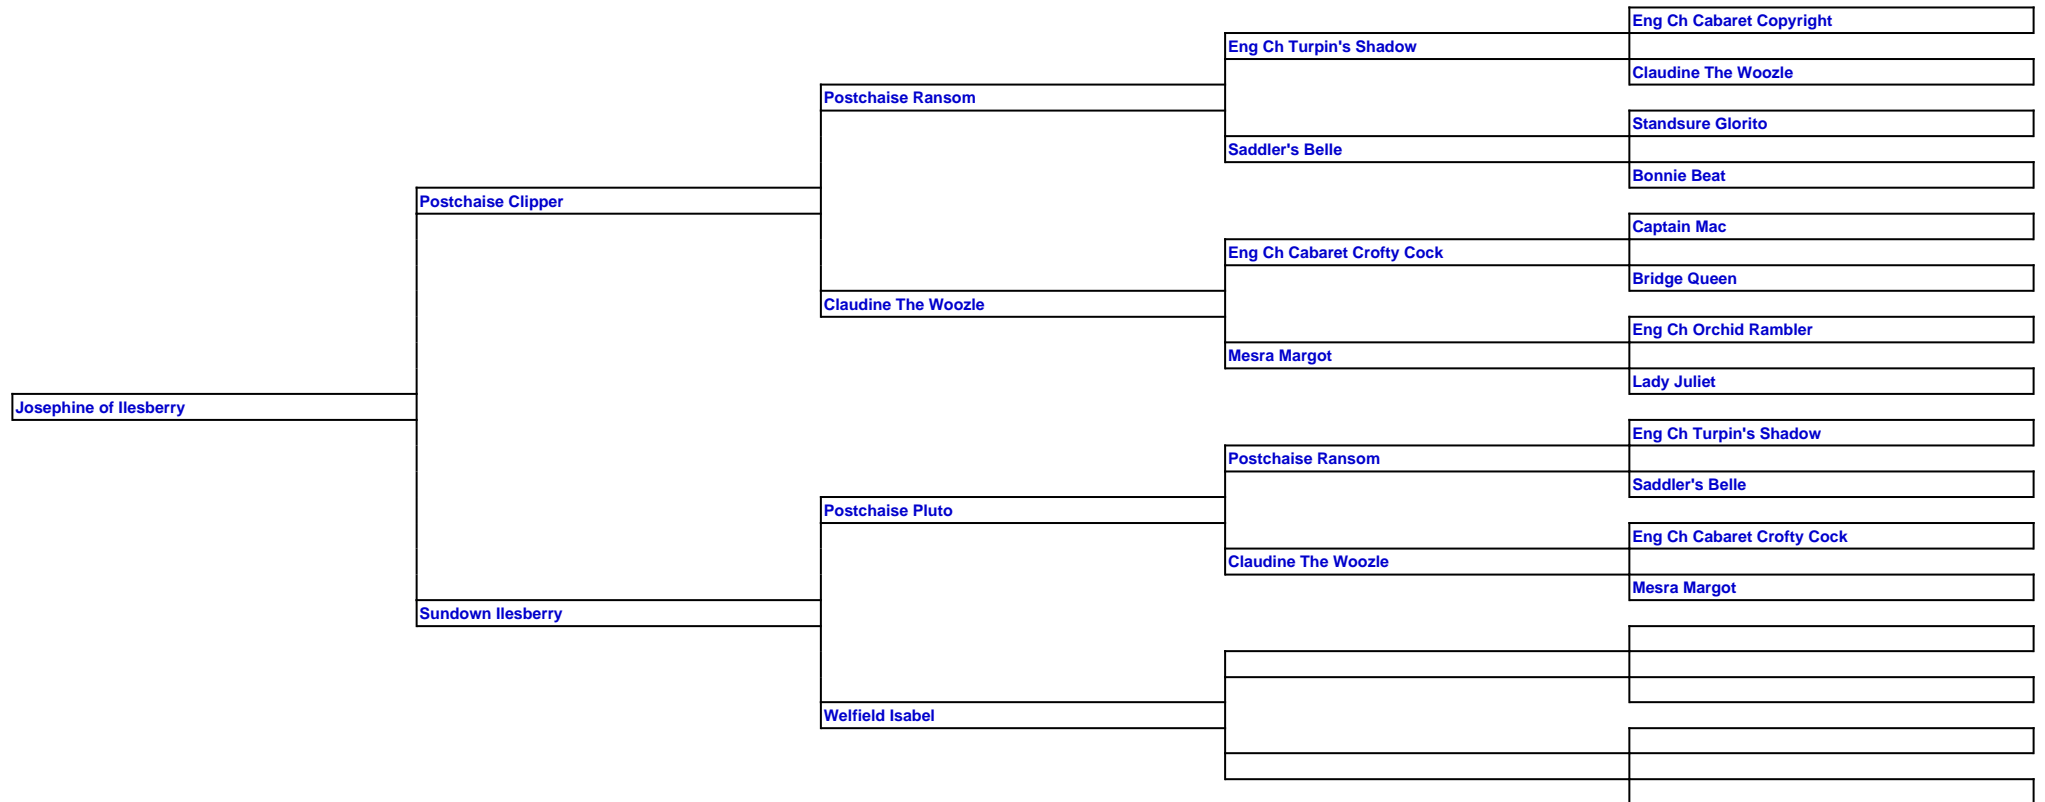 Eng Ch Cabaret Copyright
Eng Ch Turpin's Shadow
Claudine The Woozle
Postchaise Ransom
Standsure Glorito
Saddler's Belle
Bonnie Beat
Postchaise Clipper
Captain Mac
Eng Ch Cabaret Crofty Cock
Bridge Queen
Claudine The Woozle
Eng Ch Orchid Rambler
Mesra Margot
Lady Juliet
Josephine of Ilesberry
Eng Ch Turpin's Shadow
Postchaise Ransom
Saddler's Belle
Postchaise Pluto
Eng Ch Cabaret Crofty Cock
Claudine The Woozle
Mesra Margot
Sundown Ilesberry
Welfield Isabel